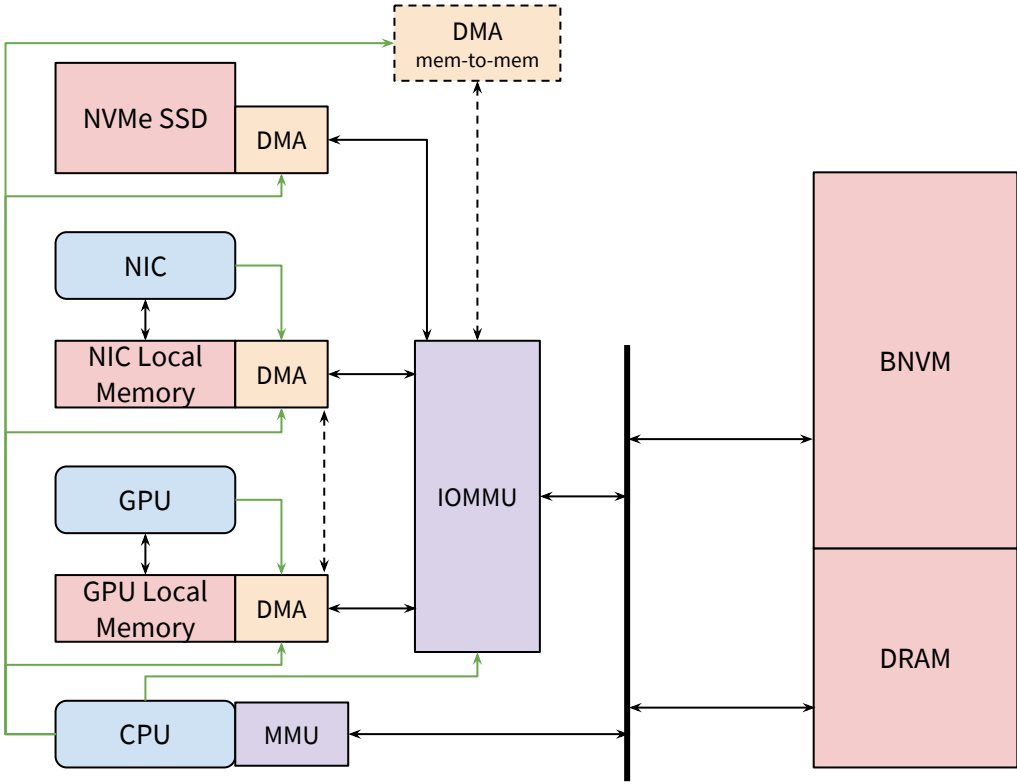 DMA
mem-to-mem
NVMe SSD
DMA
NIC
NIC Local
Memory
DMA
GPU
GPU Local
Memory
DMA
CPU
MMU
IOMMU
BNVM
DRAM